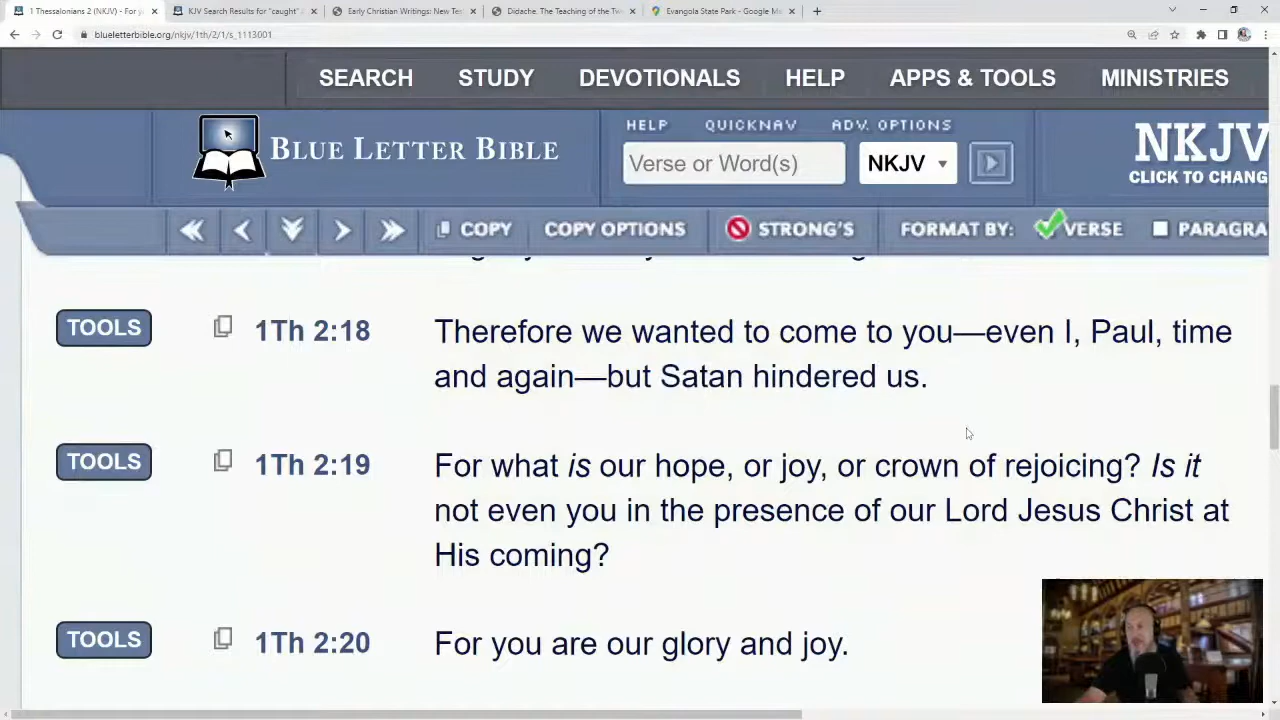 1 Thessalonians 2 (NKJV) - For y
KJV Search Results for "caught"
Early Christian Writings: New Tes
Didache. The Teaching of the Tw
Evangola State Park - Google Ma
blueletterbible.org/nkjv/1th/2/1/s_1113001
SEARCH STUDY DEVOTIONALS HELP APPS & TOOLS MINISTRIES
BLUE LETTER BIBLE
HELP QUICKNAV ADV. OPTIONS
Verse or Word(s) NKJV
NKJV
CLICK TO CHANG
COPY COPY OPTIONS STRONG'S FORMAT BY: VERSE PARAGRA
TOOLS 1Th 2:18 Therefore we wanted to come to you—even I, Paul, time
and again—but Satan hindered us.
TOOLS 1Th 2:19 For what is our hope, or joy, or crown of rejoicing? Is it
not even you in the presence of our Lord Jesus Christ at
His coming?
TOOLS 1Th 2:20 For you are our glory and joy.